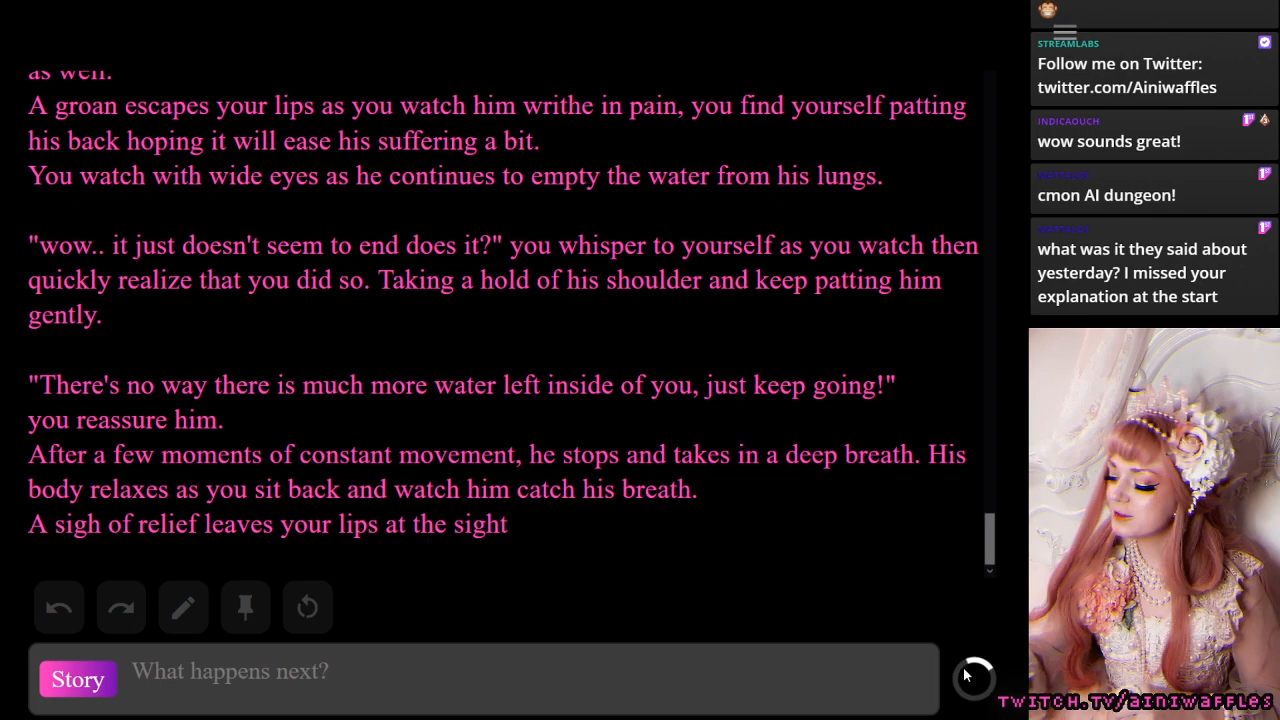 as well.
A groan escapes your lips as you watch him writhe in pain, you find yourself patting
his back hoping it will ease his suffering a bit.
You watch with wide eyes as he continues to empty the water from his lungs.
"wow.. it just doesn't seem to end does it?" you whisper to yourself as you watch then
quickly realize that you did so. Taking a hold of his shoulder and keep patting him
gently.
"There's no way there is much more water left inside of you, just keep going!"
you reassure him.
After a few moments of constant movement, he stops and takes in a deep breath. His
body relaxes as you sit back and watch him catch his breath.
A sigh of relief leaves your lips at the sight
Story
What happens next?
STREAMLABS
Follow me on Twitter:
twitter.com/Ainiwaffles
INDICAOUCH
wow sounds great!
cmon AI dungeon!
what was it they said about
yesterday? I missed your
explanation at the start
TWITCH.TV/AINIWAFFLES